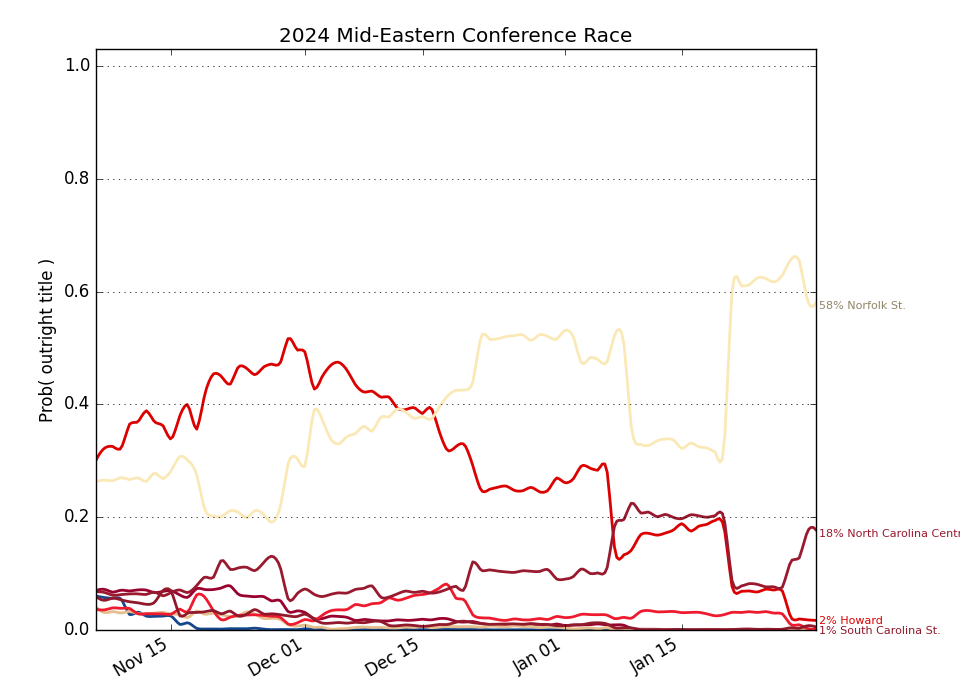 2024 Mid-Eastern Conference Race
1.0
0.8
0.6
0.4
0.2
0.0
Prob( outright title )
58% Norfolk St.
18% North Carolina Centr
2% Howard
1% South Carolina St.
Nov 15
Dec 01
Dec 15
Jan 01
Jan 15